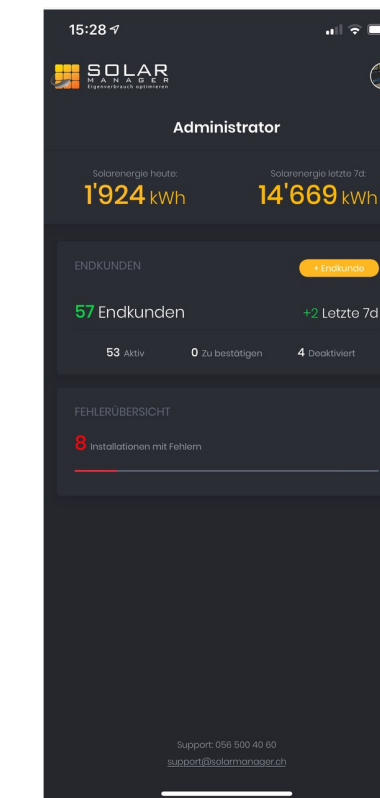 15:28
SOLAR
MANAGER
Eigenverbrauch optimieren
Administrator
Solarenergie heute:
1'924 kWh
Solarenergie letzte 7d:
14'669 kWh
ENDKUNDEN
+ Endkunde
57 Endkunden
+2 Letzte 7d
53 Aktiv
0 Zu bestätigen
4 Deaktiviert
FEHLERÜBERSICHT
8 Installationen mit Fehlern
Support: 056 500 40 60
support@solarmanager.ch